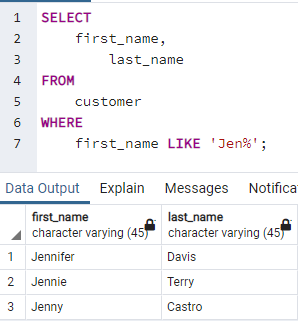 1 SELECT
2 first_name,
3 last_name
4 FROM
5 customer
6 WHERE
7 first_name LIKE 'Jen%';
Data Output Explain Messages Notifica
first_name last_name
character varying (45) character varying (45)
1 Jennifer Davis
2 Jennie Terry
3 Jenny Castro